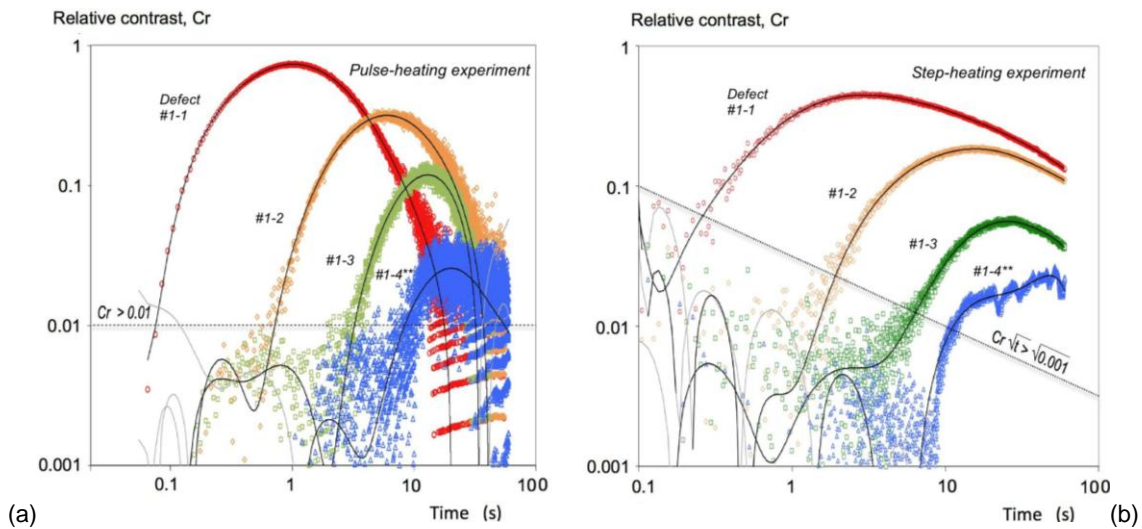 Relative contrast, Cr
1
Pulse-heating experiment
Defect
#1-1
0.1
#1-2
#1-3
#1-4**
Cr > 0.01
0.01
0.001
0.1 1 10 100
Time (s)
(a)
Relative contrast, Cr
1
Step-heating experiment
Defect
#1-1
0.1
#1-2
#1-3
#1-4**
0.01
Cr √t > √0.001
0.001
0.1 1 10 100
Time (s)
(b)